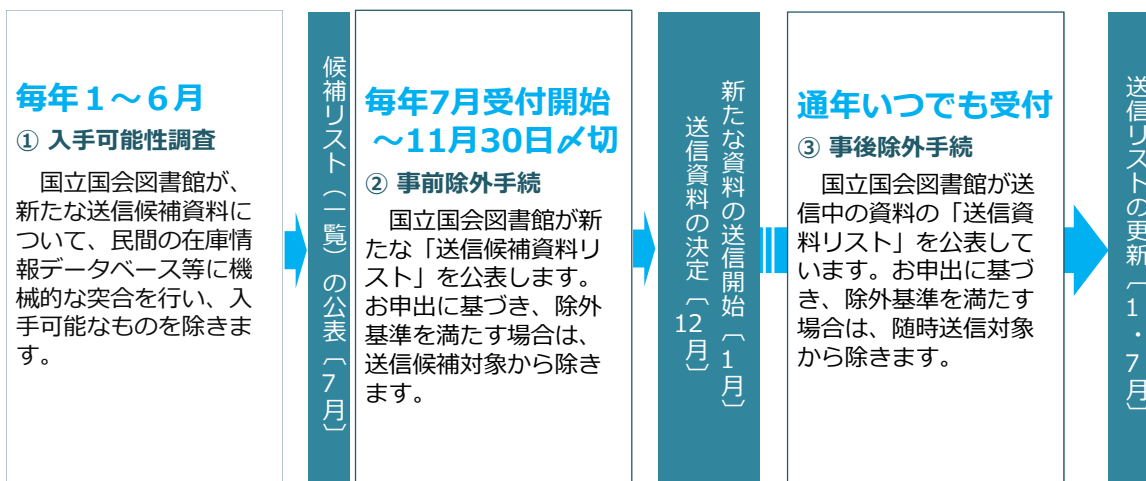 毎年１～６月
① 入手可能性調査
　国立国会図書館が、
新たな送信候補資料に
ついて、民間の在庫情
報データベース等に機
械的な突合を行い、入
手可能なものを除きま
す。
候補リスト（一覧）の公表〔7月〕
毎年7月受付開始
～11月30日〆切
② 事前除外手続
　国立国会図書館が新
たな「送信候補資料リ
スト」を公表します。
お申出に基づき、除外
基準を満たす場合は、
送信候補対象から除き
ます。
新たな資料の送信開始〔1月〕
送信資料の決定〔12月〕
通年いつでも受付
③ 事後除外手続
　国立国会図書館が送
信中の資料の「送信資
料リスト」を公表して
います。お申出に基づ
き、除外基準を満たす
場合は、随時送信対象
から除きます。
送信リストの更新〔1・7月〕